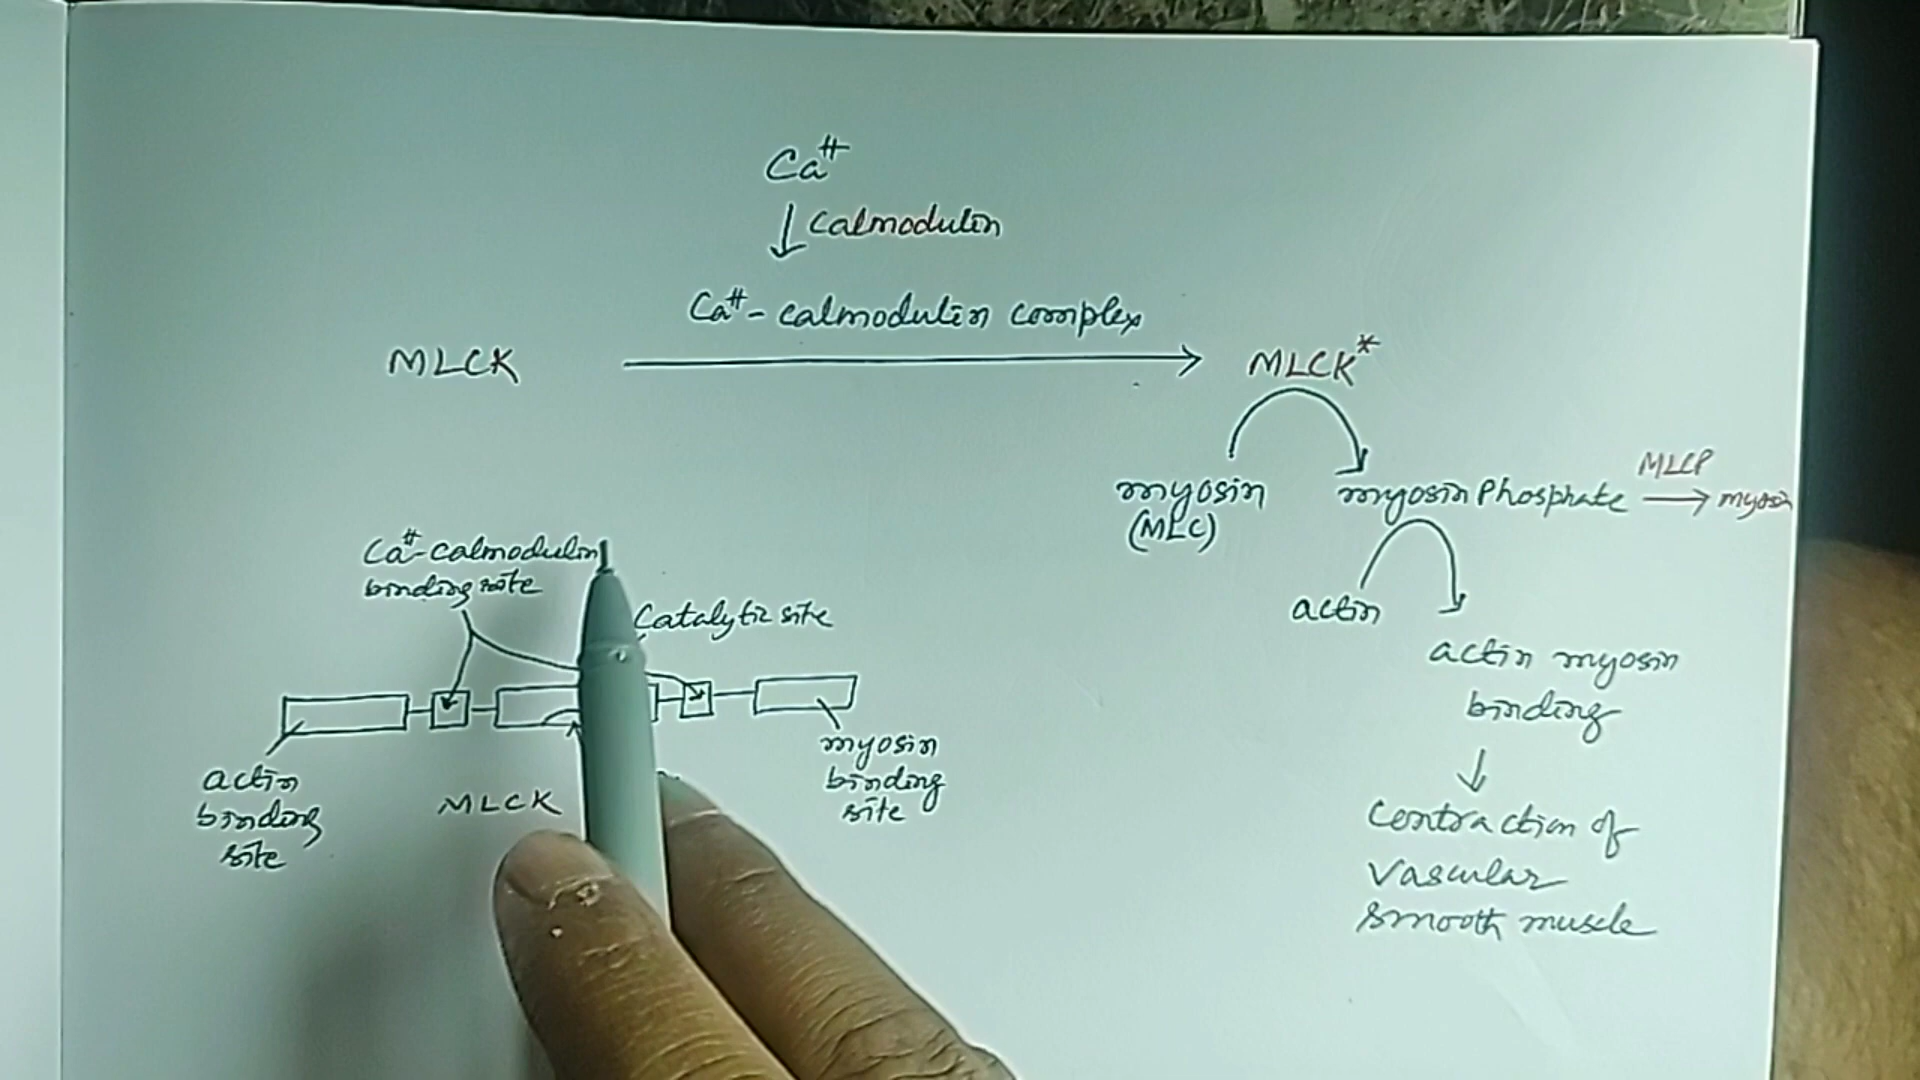 Ca⁺⁺
↓ Calmodulin
Ca⁺⁺- calmodulin complex
MLCK → MLCK*
myosin
(MLC)
myosin Phosphate
MLCP
→ myosin
actin
actin myosin
binding
↓
Contraction of
Vascular
smooth muscle
Ca⁺⁺-calmodulin
binding site
Catalytic site
actin
binding
site
MLCK
myosin
binding
site